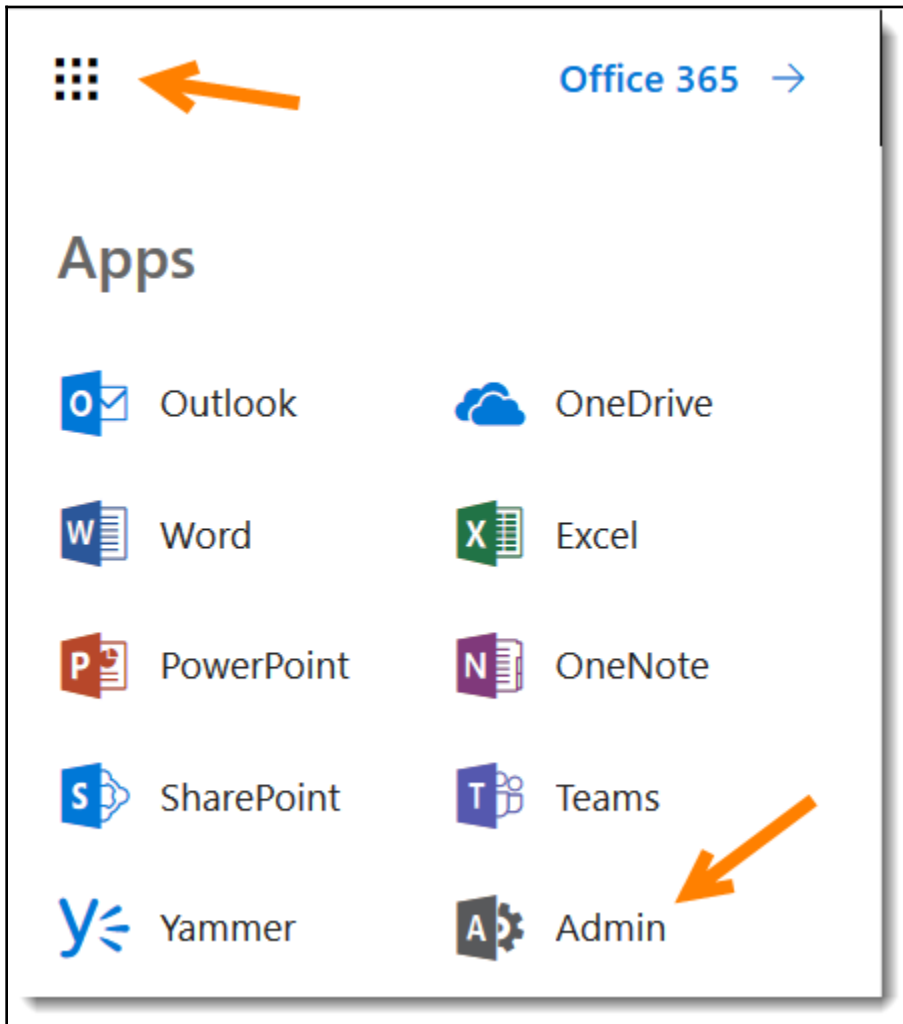 Office 365 →
Apps
Outlook OneDrive
Word Excel
PowerPoint OneNote
SharePoint Teams
Yammer Admin